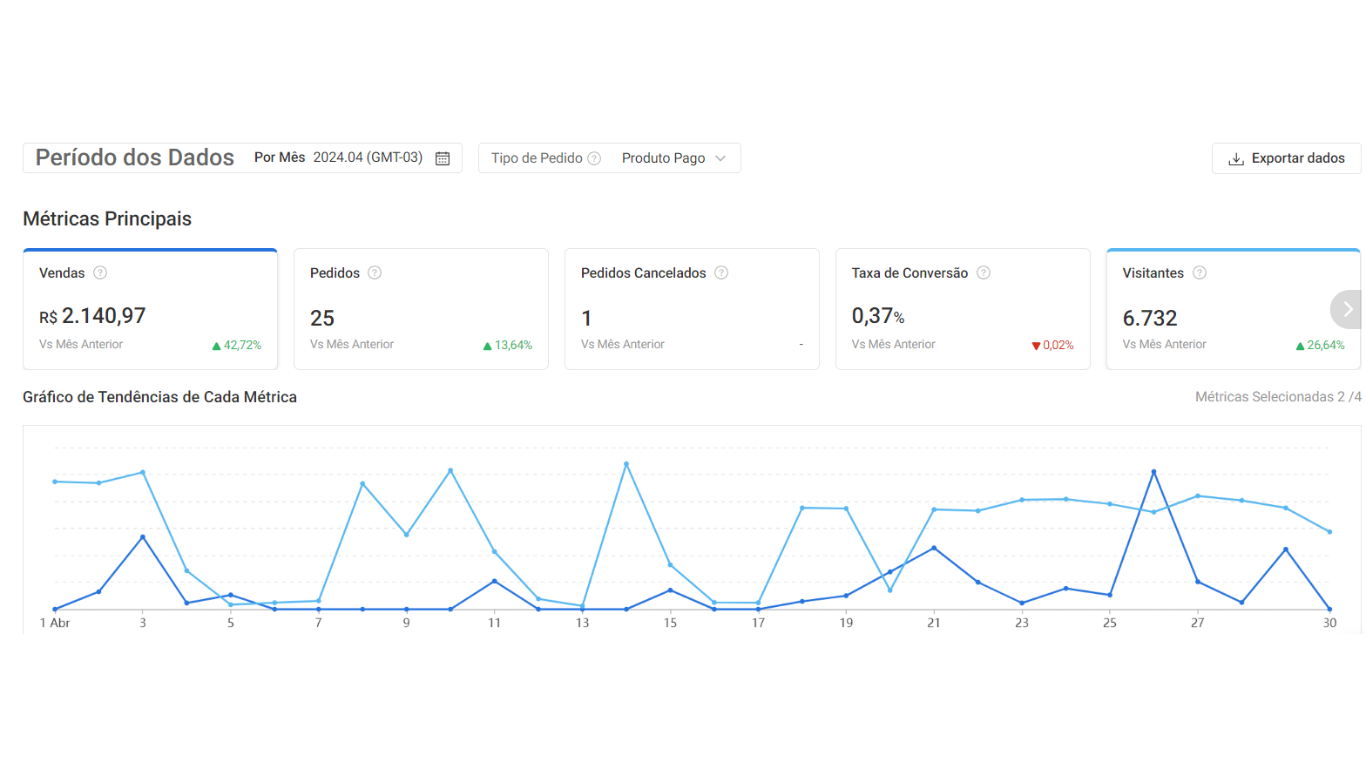 Período dos Dados Por Mês 2024.04 (GMT-03) Tipo de Pedido ? Produto Pago Exportar dados
Métricas Principais
Vendas ? Pedidos ? Pedidos Cancelados ? Taxa de Conversão ? Visitantes ?
R$ 2.140,97 25 1 0,37% 6.732
Vs Mês Anterior 42,72% Vs Mês Anterior 13,64% Vs Mês Anterior - Vs Mês Anterior 0,02% Vs Mês Anterior 26,64%
Gráfico de Tendências de Cada Métrica Métricas Selecionadas 2 /4
1 Abr 3 5 7 9 11 13 15 17 19 21 23 25 27 30